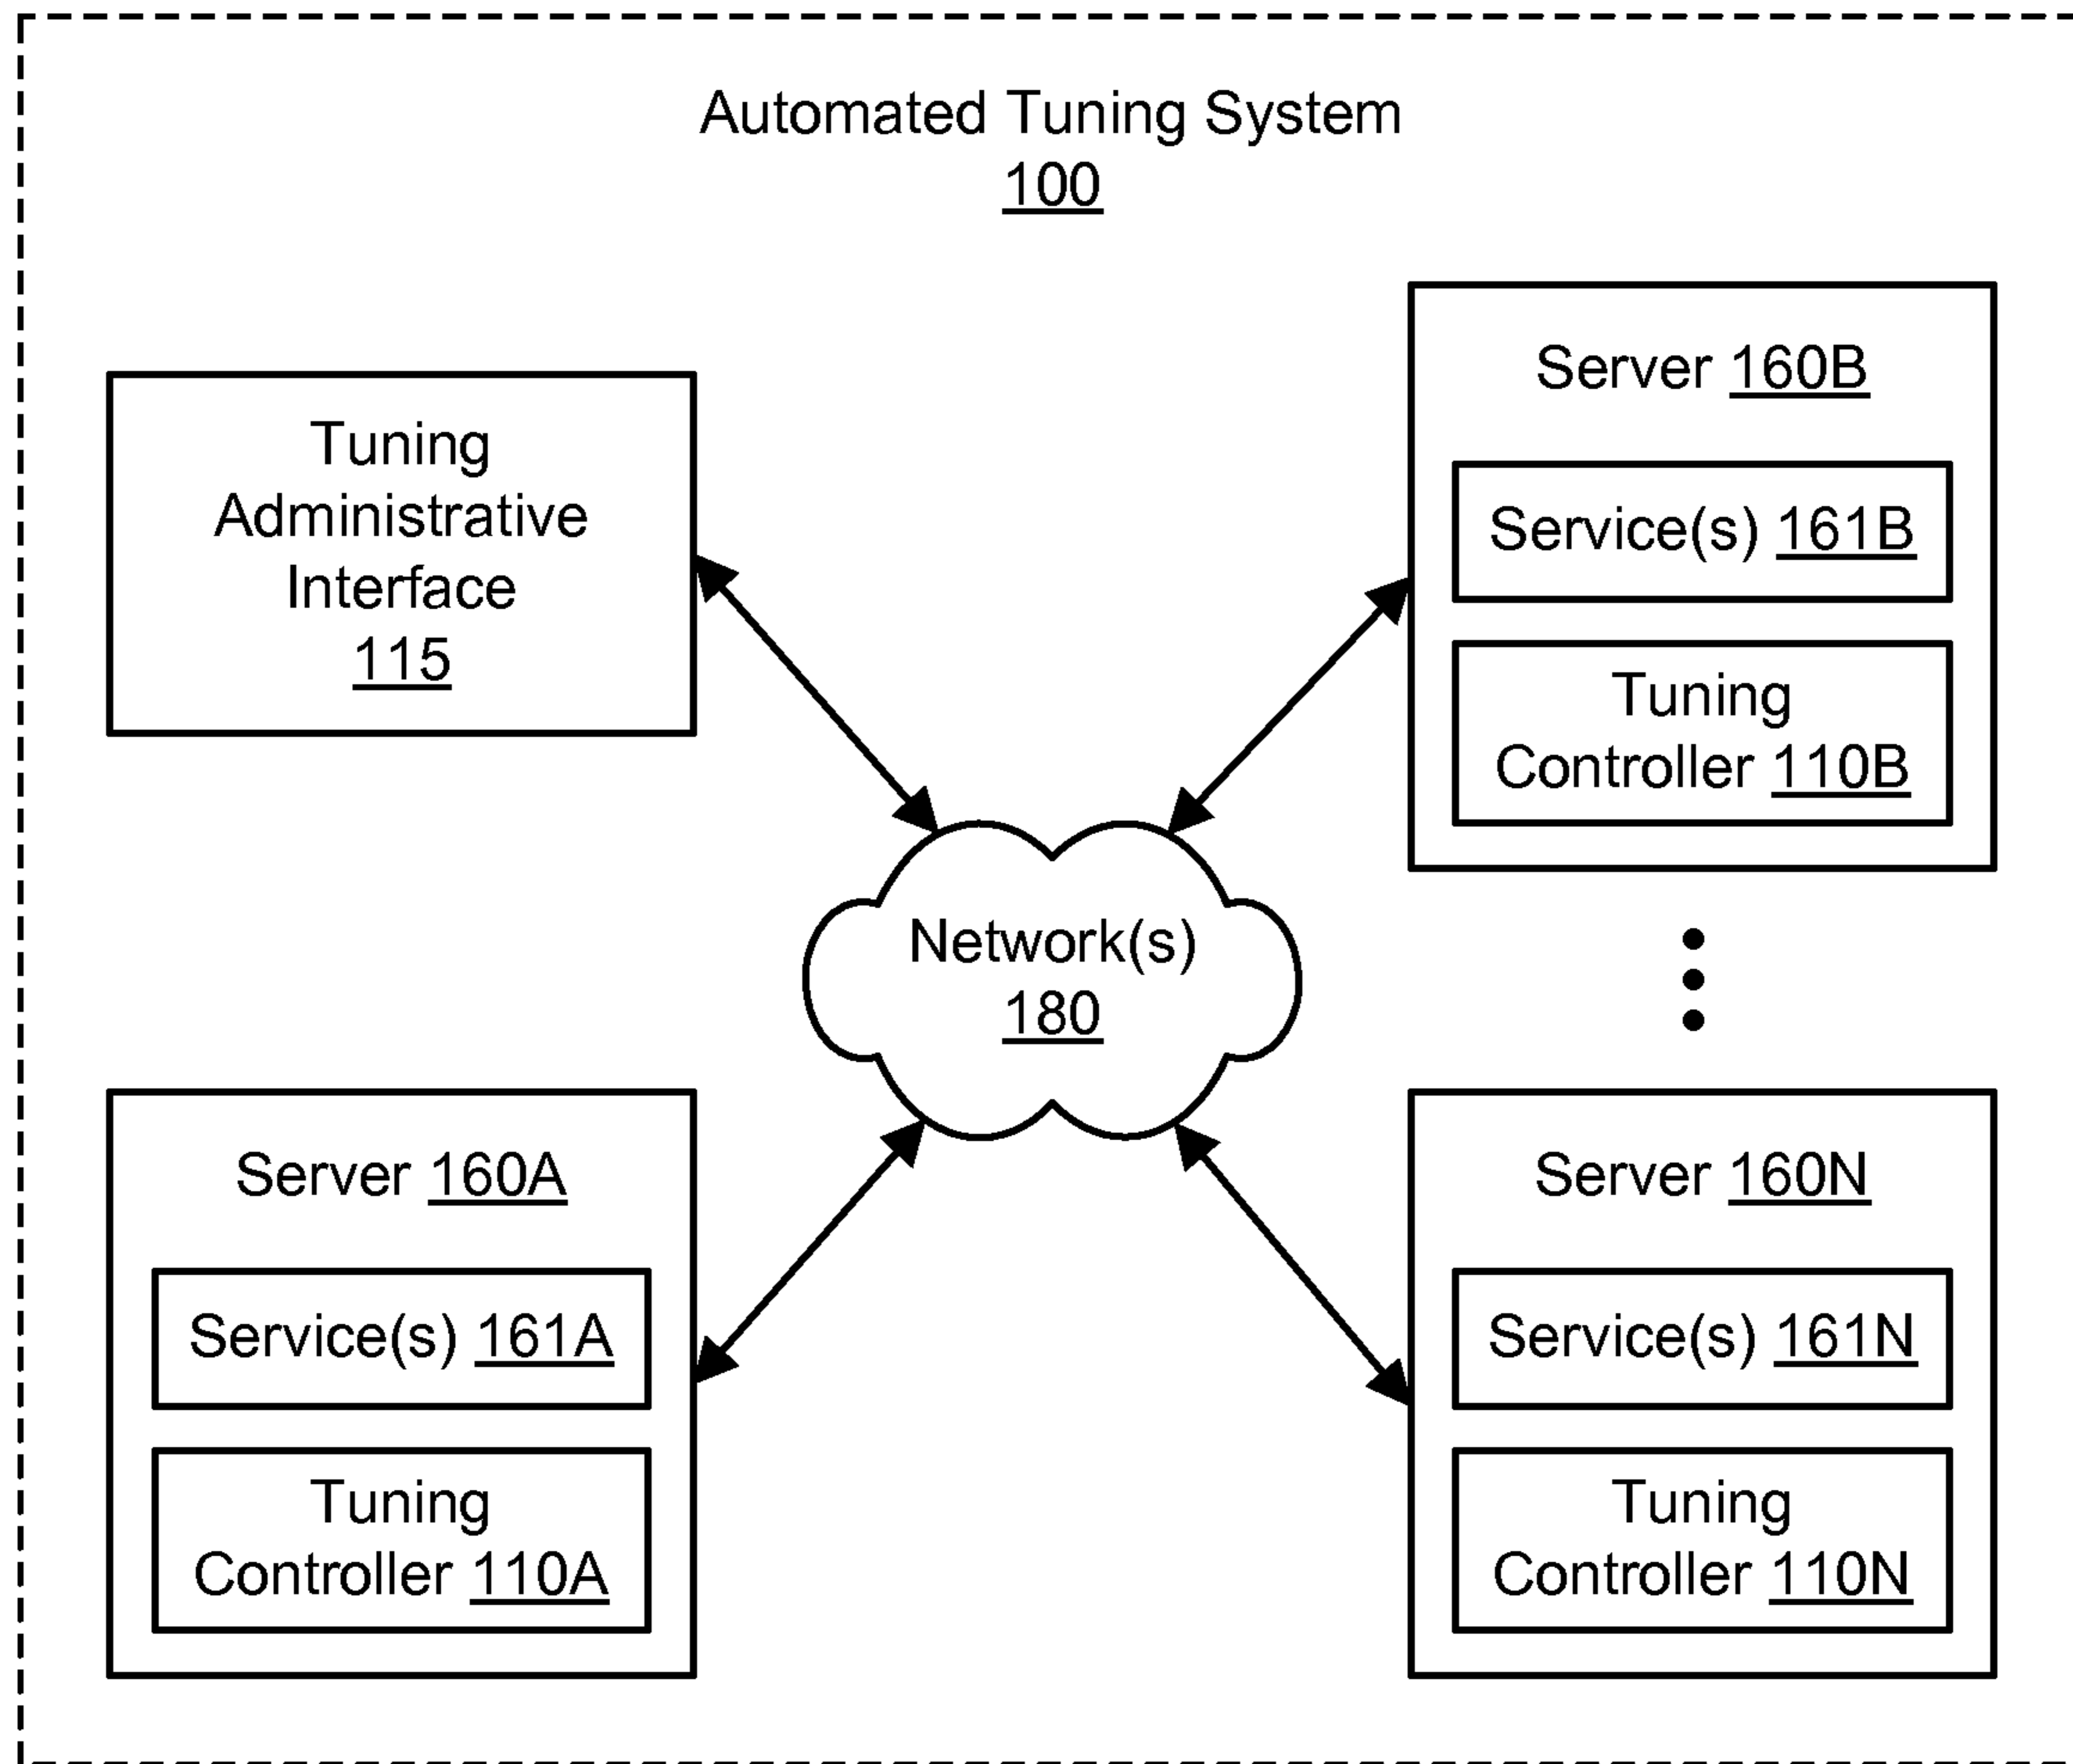 Automated Tuning System
100
Tuning
Administrative
Interface
115
Server 160B
Service(s) 161B
Tuning
Controller 110B
Network(s)
180
Server 160A
Service(s) 161A
Tuning
Controller 110A
Server 160N
Service(s) 161N
Tuning
Controller 110N